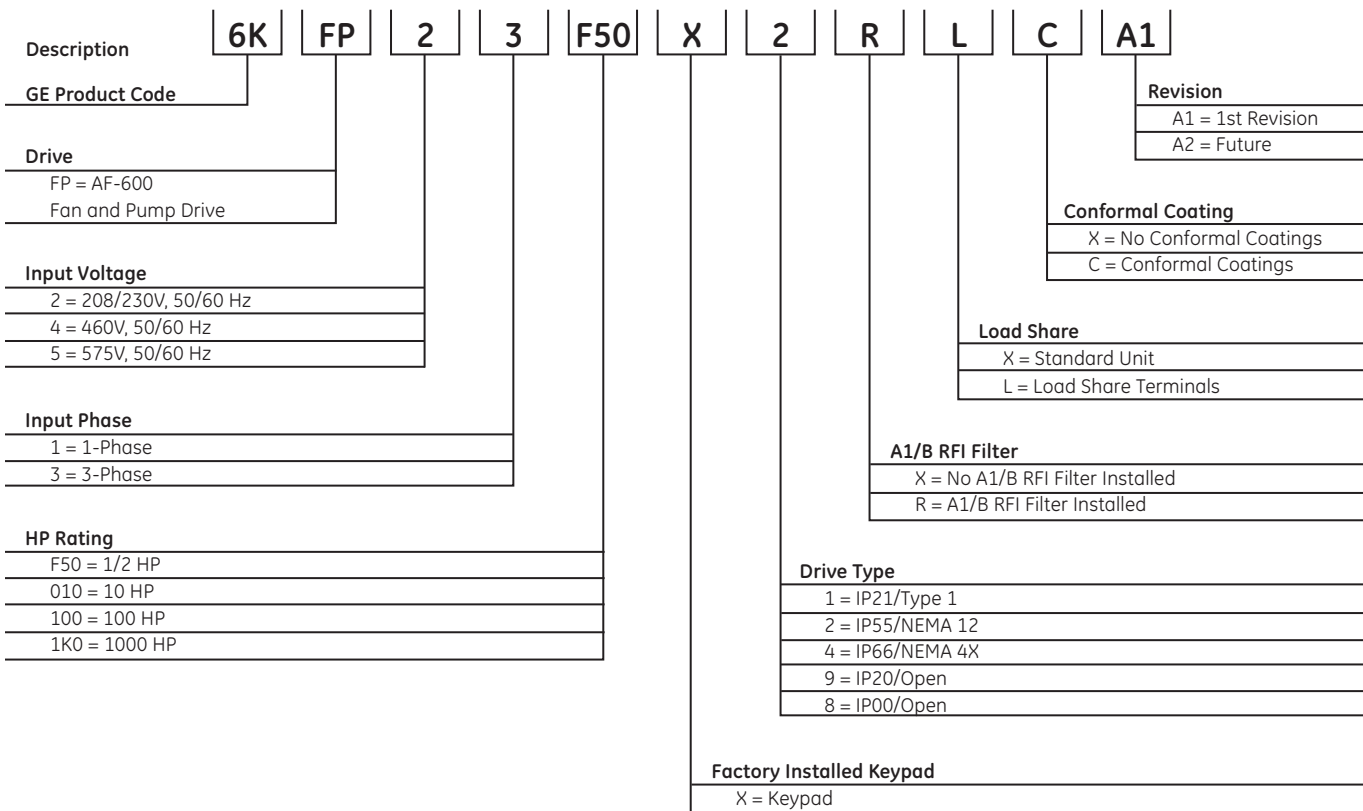 Description 6K FP 2 3 F50 X 2 R L C A1
GE Product Code
Drive
FP = AF-600
Fan and Pump Drive
Input Voltage
2 = 208/230V, 50/60 Hz
4 = 460V, 50/60 Hz
5 = 575V, 50/60 Hz
Input Phase
1 = 1-Phase
3 = 3-Phase
HP Rating
F50 = 1/2 HP
010 = 10 HP
100 = 100 HP
1K0 = 1000 HP
Revision
A1 = 1st Revision
A2 = Future
Conformal Coating
X = No Conformal Coatings
C = Conformal Coatings
Load Share
X = Standard Unit
L = Load Share Terminals
A1/B RFI Filter
X = No A1/B RFI Filter Installed
R = A1/B RFI Filter Installed
Drive Type
1 = IP21/Type 1
2 = IP55/NEMA 12
4 = IP66/NEMA 4X
9 = IP20/Open
8 = IP00/Open
Factory Installed Keypad
X = Keypad